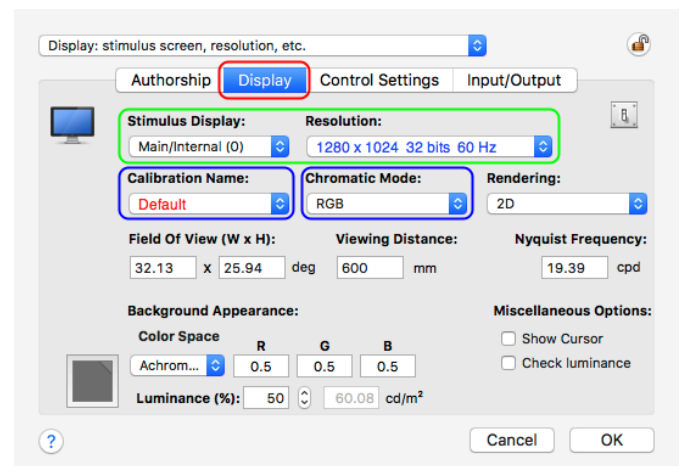 Display: stimulus screen, resolution, etc.
Authorship Display Control Settings Input/Output
Stimulus Display: Resolution:
Main/Internal (0) 1280 x 1024 32 bits 60 Hz
Calibration Name: Chromatic Mode: Rendering:
Default RGB 2D
Field Of View (W x H): Viewing Distance: Nyquist Frequency:
32.13 x 25.94 deg 600 mm 19.39 cpd
Background Appearance: Miscellaneous Options:
Color Space R G B Show Cursor
Achrom... 0.5 0.5 0.5 Check luminance
Luminance (%): 50 60.08 cd/m²
? Cancel OK